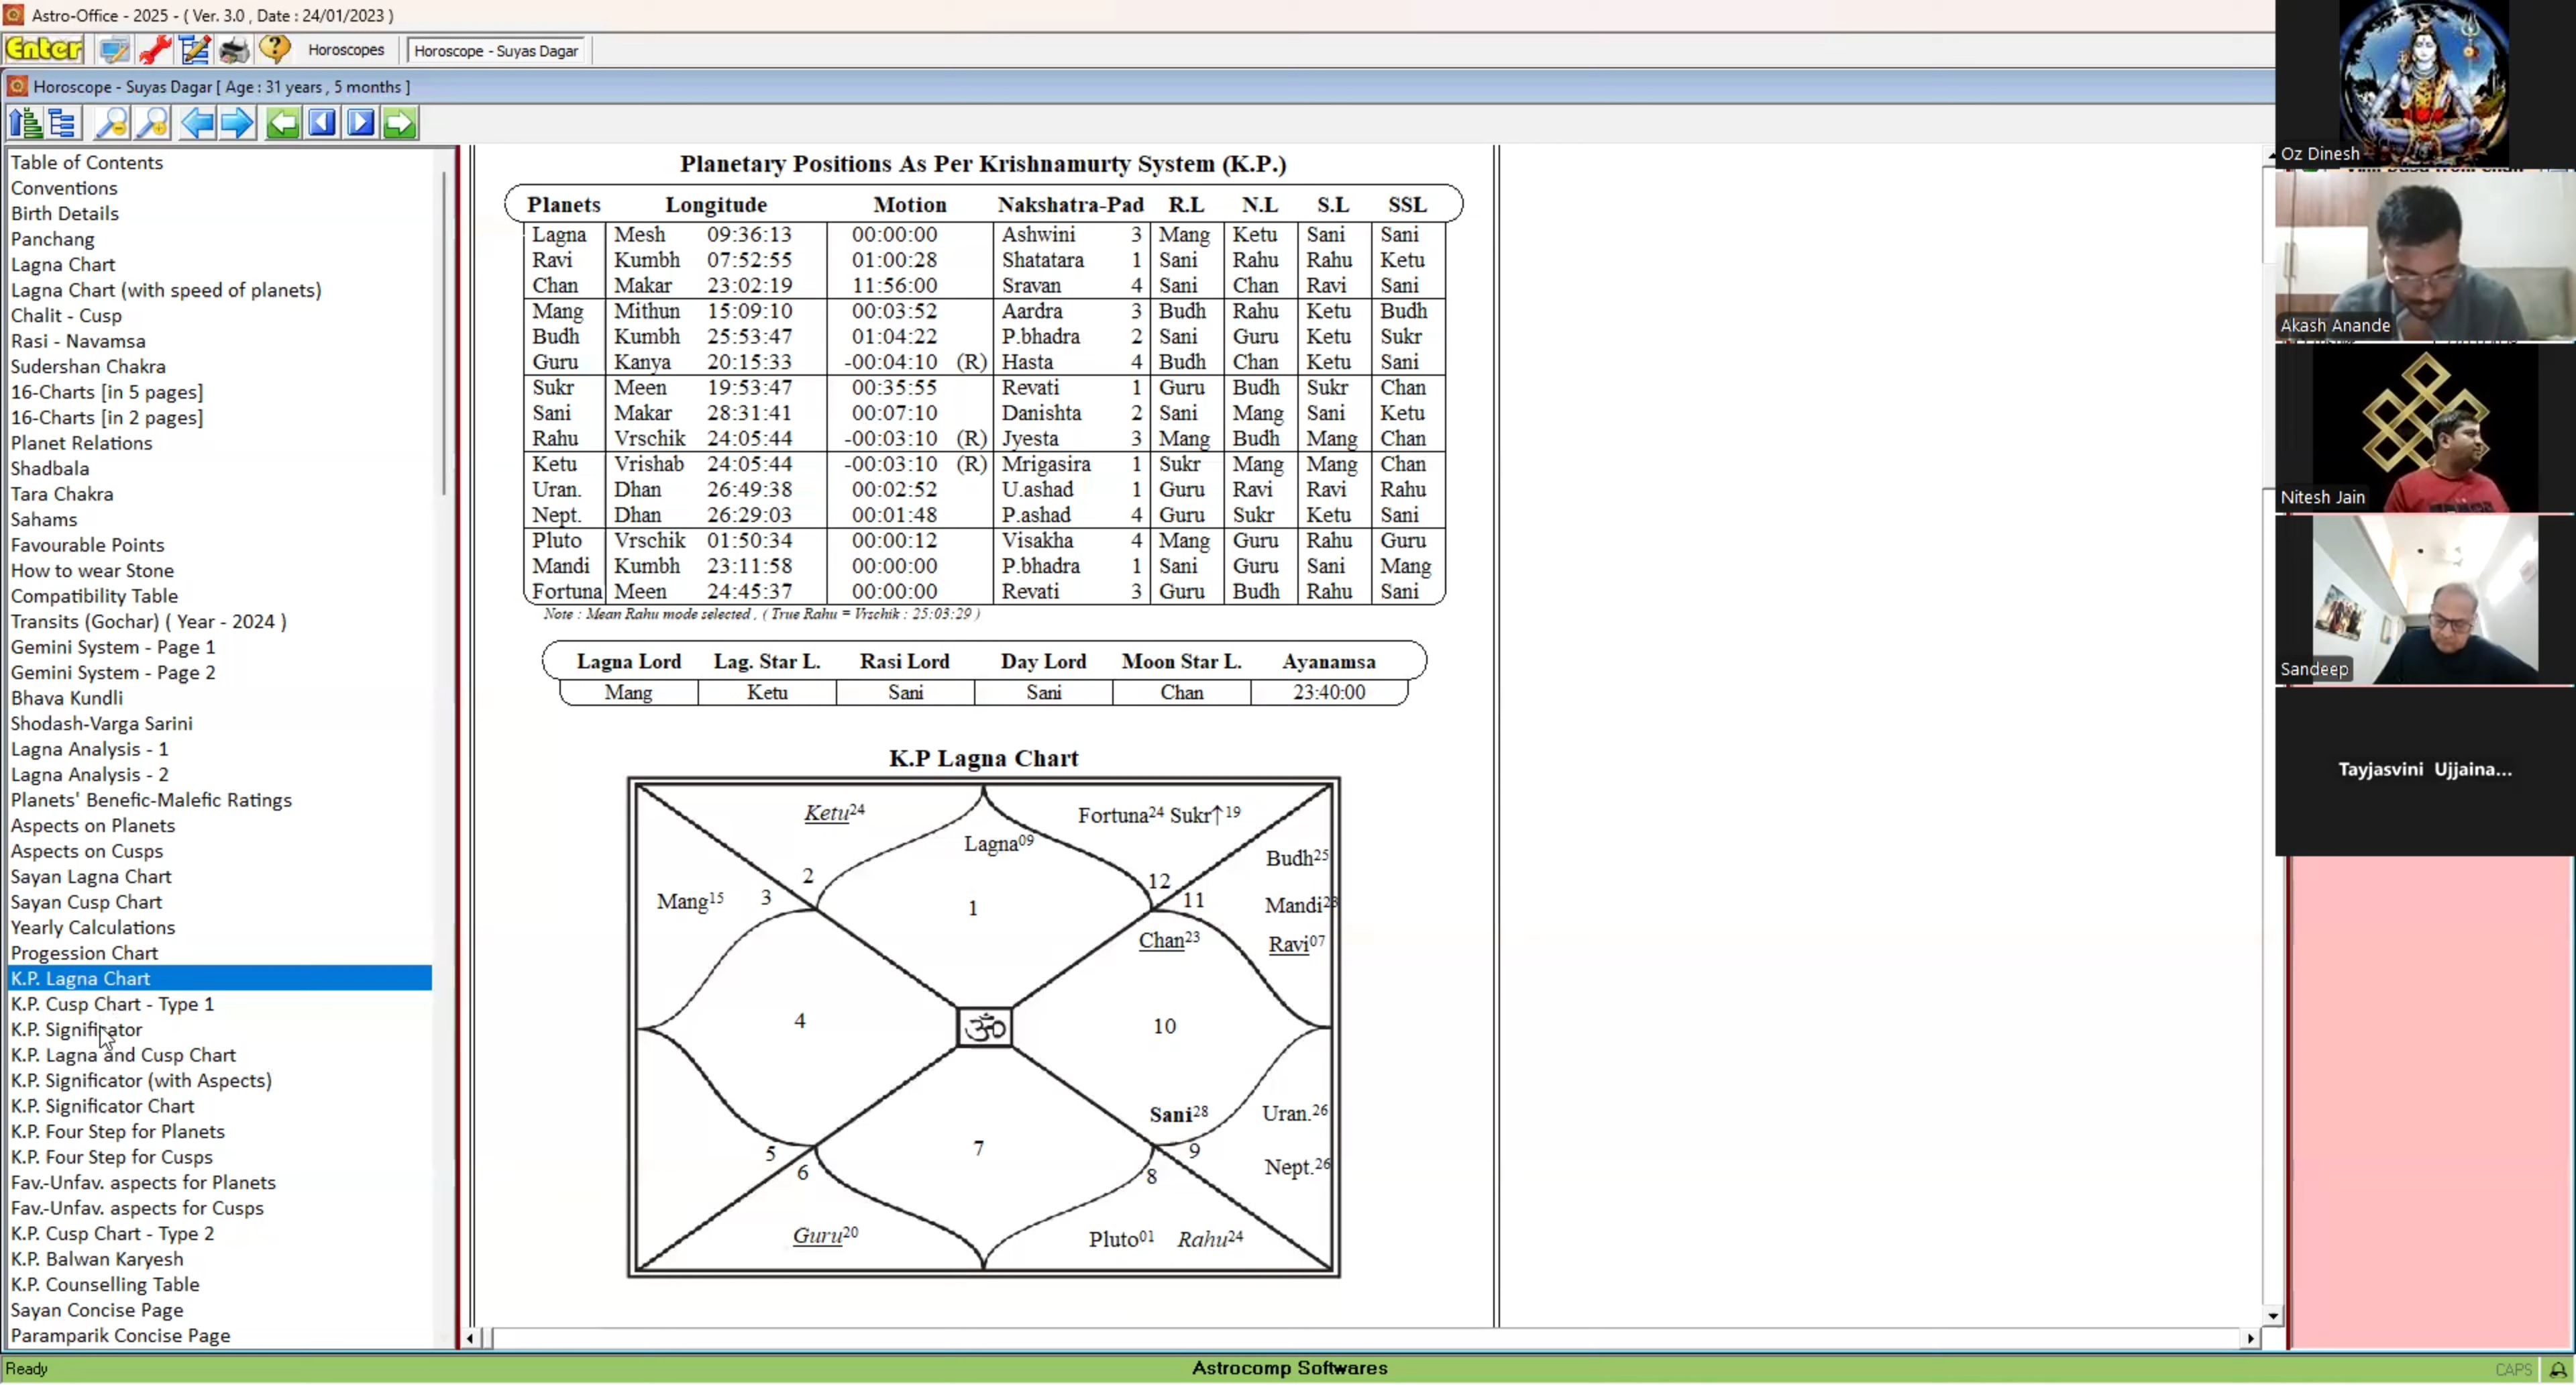 Astro-Office - 2025 - ( Ver. 3.0 , Date : 24/01/2023 )
Enter Horoscopes Horoscope - Suyas Dagar
Horoscope - Suyas Dagar [ Age : 31 years , 5 months ]
Table of Contents
Conventions
Birth Details
Panchang
Lagna Chart
Lagna Chart (with speed of planets)
Chalit - Cusp
Rasi - Navamsa
Sudershan Chakra
16-Charts [in 5 pages]
16-Charts [in 2 pages]
Planet Relations
Shadbala
Tara Chakra
Sahams
Favourable Points
How to wear Stone
Compatibility Table
Transits (Gochar) ( Year - 2024 )
Gemini System - Page 1
Gemini System - Page 2
Bhava Kundli
Shodash-Varga Sarini
Lagna Analysis - 1
Lagna Analysis - 2
Planets' Benefic-Malefic Ratings
Aspects on Planets
Aspects on Cusps
Sayan Lagna Chart
Sayan Cusp Chart
Yearly Calculations
Progession Chart
K.P. Lagna Chart
K.P. Cusp Chart - Type 1
K.P. Significator
K.P. Lagna and Cusp Chart
K.P. Significator (with Aspects)
K.P. Significator Chart
K.P. Four Step for Planets
K.P. Four Step for Cusps
Fav.-Unfav. aspects for Planets
Fav.-Unfav. aspects for Cusps
K.P. Cusp Chart - Type 2
K.P. Balwan Karyesh
K.P. Counselling Table
Sayan Concise Page
Paramparik Concise Page
Planetary Positions As Per Krishnamurty System (K.P.)
Planets Longitude Motion Nakshatra-Pad R.L N.L S.L SSL
Lagna Mesh 09:36:13 00:00:00 Ashwini 3 Mang Ketu Sani Sani
Ravi Kumbh 07:52:55 01:00:28 Shatatara 1 Sani Rahu Rahu Ketu
Chan Makar 23:02:19 11:56:00 Sravan 4 Sani Chan Ravi Sani
Mang Mithun 15:09:10 00:03:52 Aardra 3 Budh Rahu Ketu Budh
Budh Kumbh 25:53:47 01:04:22 P.bhadra 2 Sani Guru Ketu Sukr
Guru Kanya 20:15:33 -00:04:10 (R) Hasta 4 Budh Chan Ketu Sani
Sukr Meen 19:53:47 00:35:55 Revati 1 Guru Budh Sukr Chan
Sani Makar 28:31:41 00:07:10 Danishta 2 Sani Mang Sani Ketu
Rahu Vrschik 24:05:44 -00:03:10 (R) Jyesta 3 Mang Budh Mang Chan
Ketu Vrishab 24:05:44 -00:03:10 (R) Mrigasira 1 Sukr Mang Mang Chan
Uran. Dhan 26:49:38 00:02:52 U.ashad 1 Guru Ravi Ravi Rahu
Nept. Dhan 26:29:03 00:01:48 P.ashad 4 Guru Sukr Ketu Sani
Pluto Vrschik 01:50:34 00:00:12 Visakha 4 Mang Guru Rahu Guru
Mandi Kumbh 23:11:58 00:00:00 P.bhadra 1 Sani Guru Sani Mang
Fortuna Meen 24:45:37 00:00:00 Revati 3 Guru Budh Rahu Sani
Note : Mean Rahu mode selected , ( True Rahu = Vrschik : 25:03:29 )
Lagna Lord Lag. Star L. Rasi Lord Day Lord Moon Star L. Ayanamsa
Mang Ketu Sani Sani Chan 23:40:00
K.P Lagna Chart
Ketu24 Fortuna24 Sukr↑19
Lagna09
Budh25
2 12
Mang15 3 1 11 Mandi23
Chan23 Ravi07
4 ॐ 10
Sani28 Uran.26
5 7 9
6 8 Nept.26
Guru20 Pluto01 Rahu24
Oz Dinesh
Akash Anande
Nitesh Jain
Sandeep
Tayjasvini Ujjaina...
Ready Astrocomp Softwares CAPS